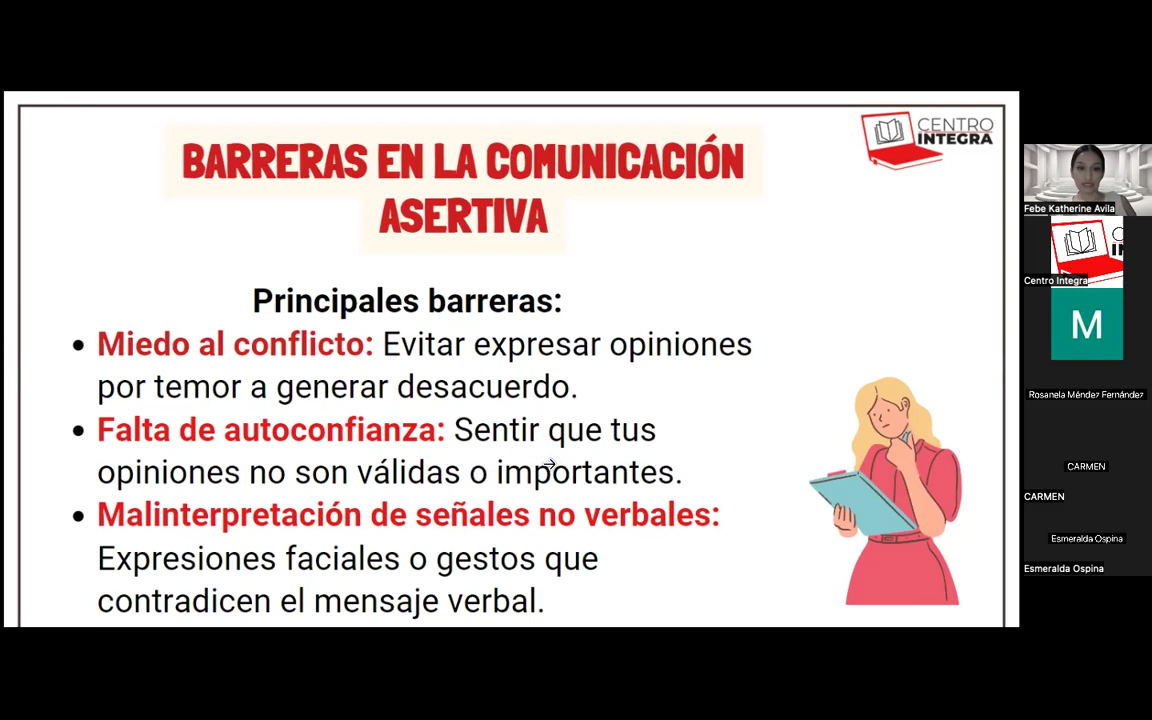 BARRERAS EN LA COMUNICACIÓN
ASERTIVA
CENTRO
INTEGRA
Principales barreras:
• Miedo al conflicto: Evitar expresar opiniones
por temor a generar desacuerdo.
• Falta de autoconfianza: Sentir que tus
opiniones no son válidas o importantes.
• Malinterpretación de señales no verbales:
Expresiones faciales o gestos que
contradicen el mensaje verbal.
Febe Katherine Avila
Centro Integra
M
Rosanela Méndez Fernández
CARMEN
CARMEN
Esmeralda Ospina
Esmeralda Ospina